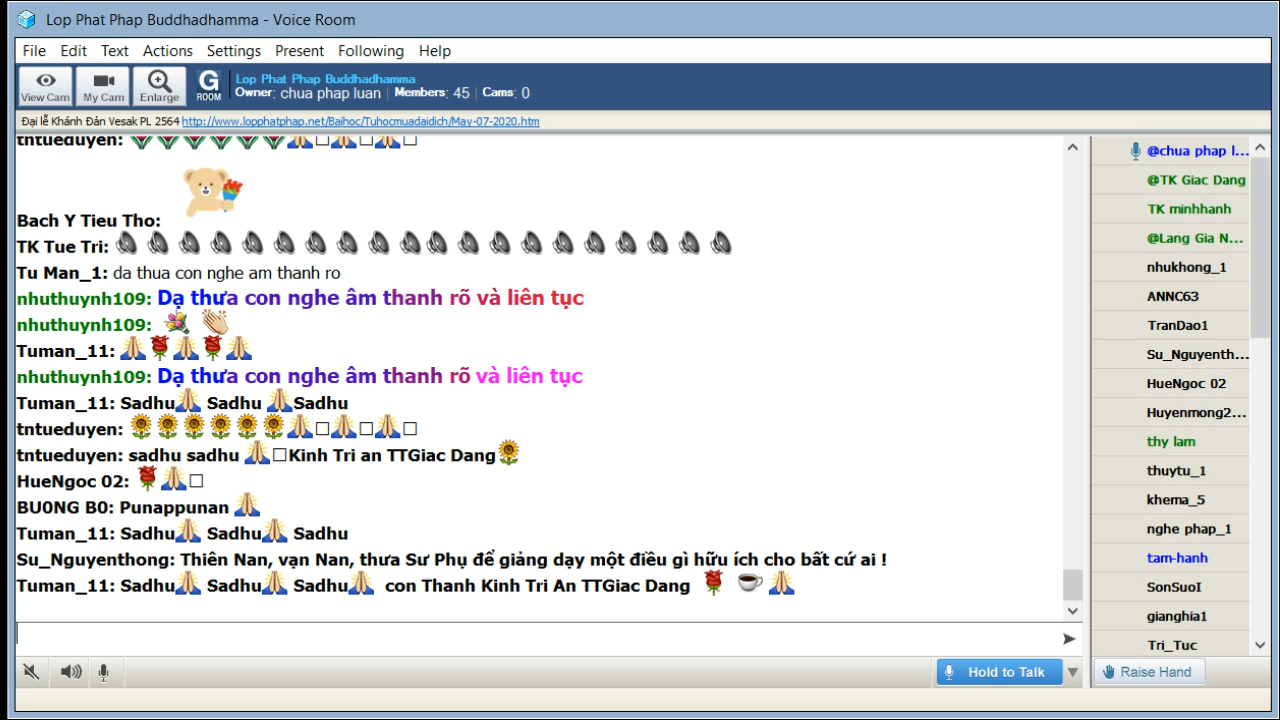 Lop Phat Phap Buddhadhamma - Voice Room
File Edit Text Actions Settings Present Following Help
View Cam My Cam Enlarge G ROOM Lop Phat Phap Buddhadhamma
Owner: chua phap luan | Members: 45 | Cams: 0
Đại lễ Khánh Đản Vesak PL 2564 http://www.lopphatphap.net/Baihoc/Tuhocmuadaidich/May-07-2020.htm
tntueduyen:
Bach Y Tieu Tho:
TK Tue Tri:
Tu Man_1: da thua con nghe am thanh ro
nhuthuynh109: Dạ thưa con nghe âm thanh rõ và liên tục
nhuthuynh109:
Tuman_11:
nhuthuynh109: Dạ thưa con nghe âm thanh rõ và liên tục
Tuman_11: Sadhu Sadhu Sadhu
tntueduyen:
tntueduyen: sadhu sadhu Kinh Tri an TTGiac Dang
HueNgoc 02:
BU0NG B0: Punappunan
Tuman_11: Sadhu Sadhu Sadhu
Su_Nguyenthong: Thiên Nan, vạn Nan, thưa Sư Phụ để giảng dạy một điều gì hữu ích cho bất cứ ai !
Tuman_11: Sadhu Sadhu Sadhu con Thanh Kinh Tri An TTGiac Dang
@chua phap l...
@TK Giac Dang
TK minhhanh
@Lang Gia N...
nhukhong_1
ANNC63
TranDao1
Su_Nguyenth...
HueNgoc 02
Huyenmong2...
thy lam
thuytu_1
khema_5
nghe phap_1
tam-hanh
SonSuoI
gianghia1
Tri_Tuc
Hold to Talk
Raise Hand